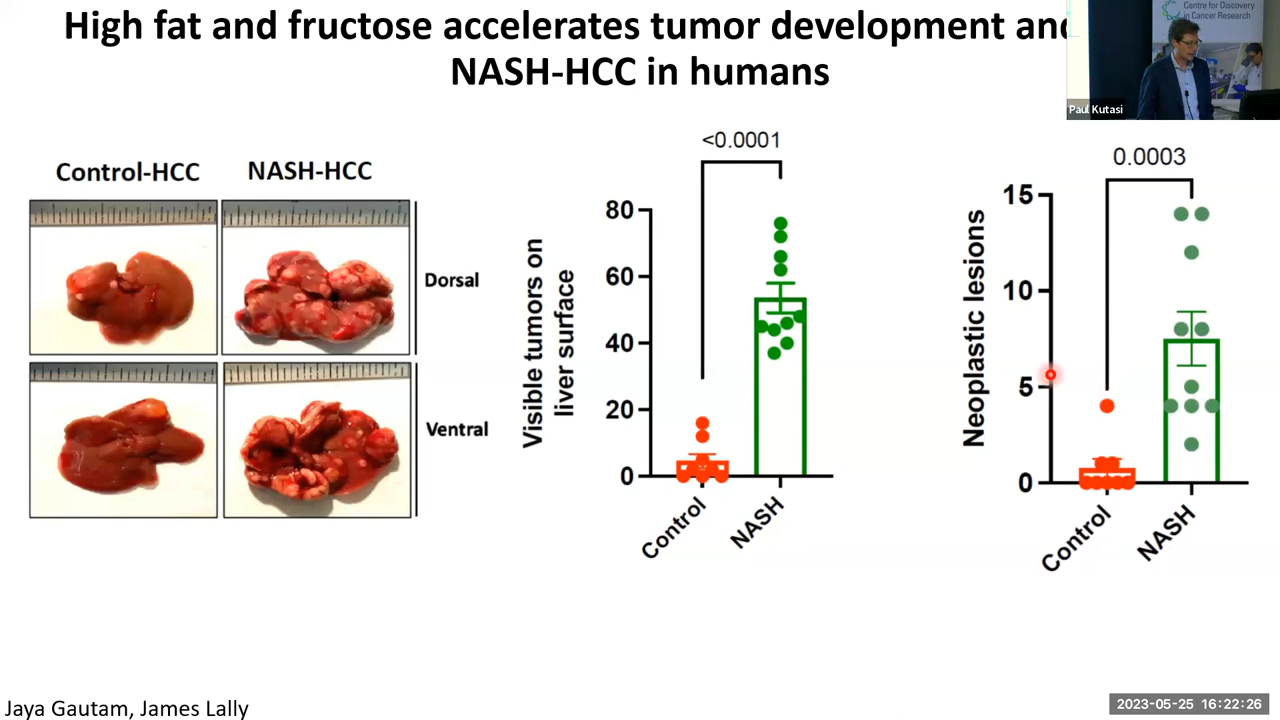 High fat and fructose accelerates tumor development and
NASH-HCC in humans
Centre for Discovery
in Cancer Research
Paul Kutasi
Control-HCC
NASH-HCC
Dorsal
Ventral
<0.0001
Visible tumors on
liver surface
80
60
40
20
0
Control
NASH
0.0003
Neoplastic lesions
15
10
5
0
Control
NASH
Jaya Gautam, James Lally
2023-05-25 16:22:26